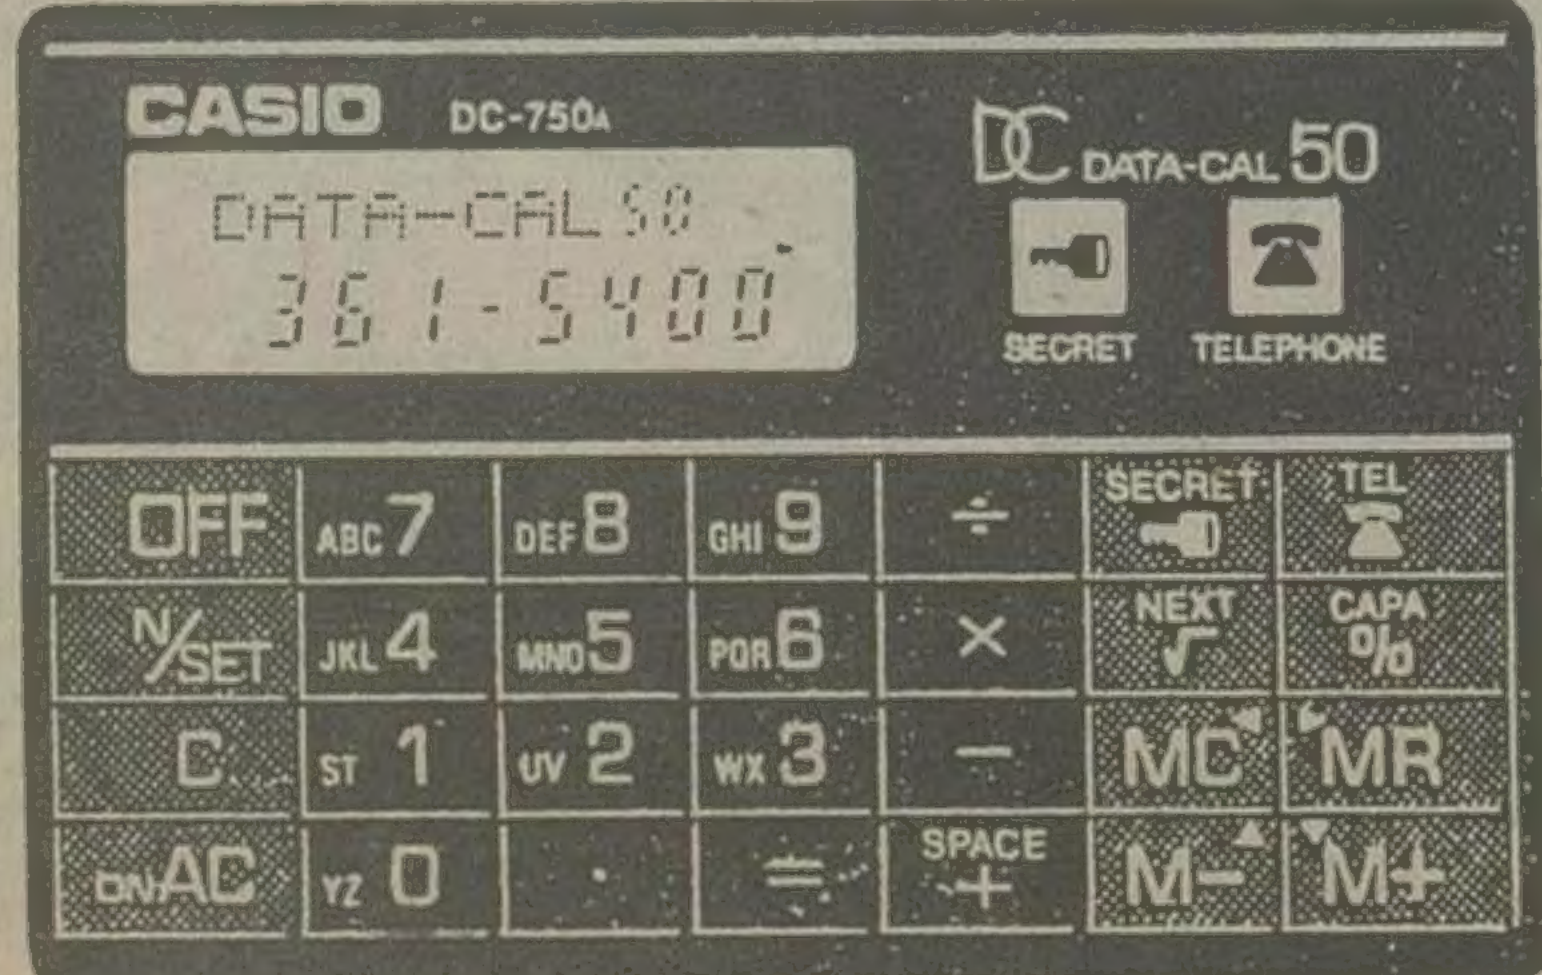 CASIO DC-750A
DC DATA-CAL 50
DATA-CAL 50
361-5400
SECRET TELEPHONE
OFF ABC 7 DEF 8 GHI 9 ÷ SECRET TEL
N/SET JKL 4 MNO 5 PQR 6 × NEXT √ CAPA %
C ST 1 UV 2 WX 3 − MC MR
ON/AC YZ 0 . = SPACE + M− M+